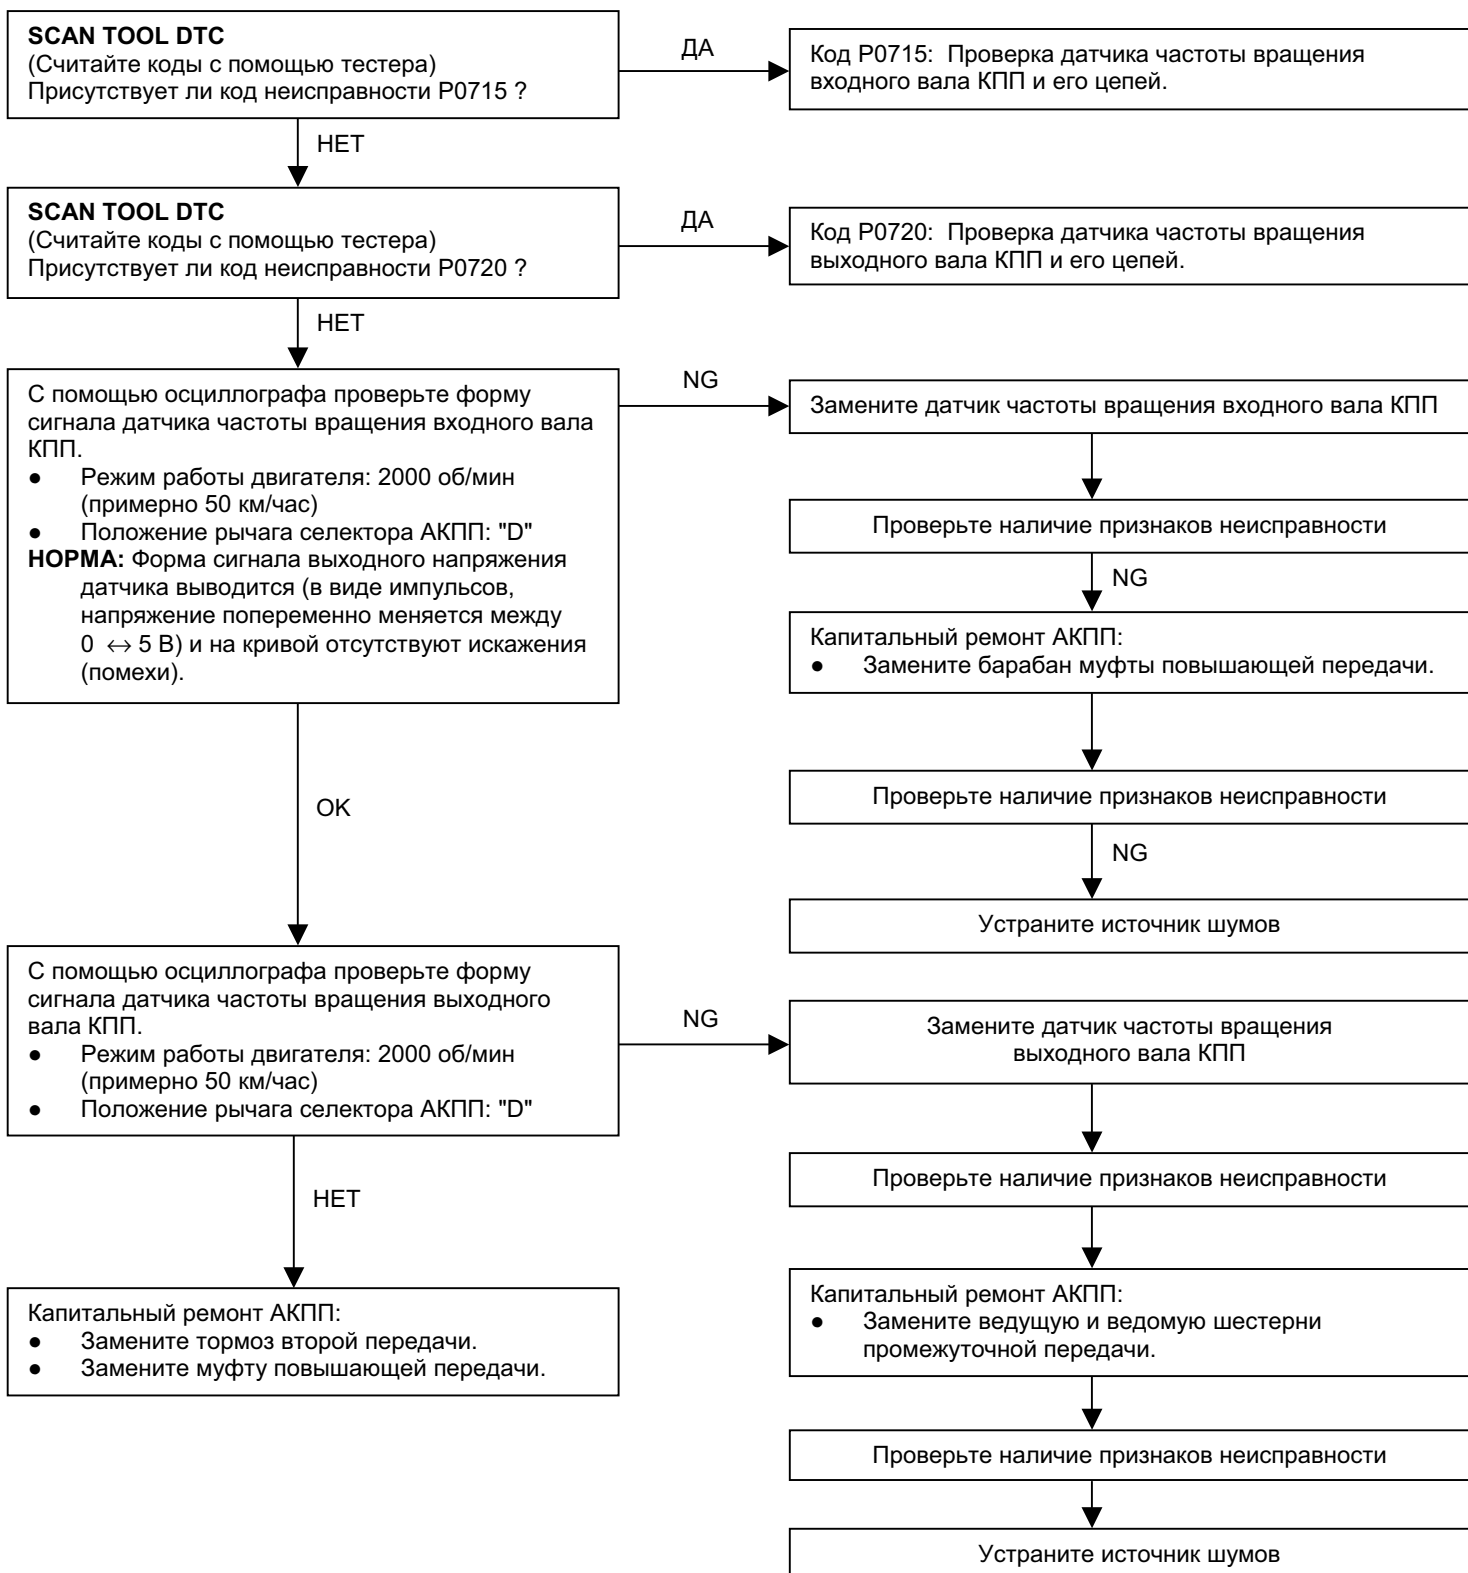 SCAN TOOL DTC
(Считайте коды с помощью тестера)
Присутствует ли код неисправности P0715 ?
ДА
Код P0715: Проверка датчика частоты вращения
входного вала КПП и его цепей.
НЕТ
SCAN TOOL DTC
(Считайте коды с помощью тестера)
Присутствует ли код неисправности P0720 ?
ДА
Код P0720: Проверка датчика частоты вращения
выходного вала КПП и его цепей.
НЕТ
С помощью осциллографа проверьте форму
сигнала датчика частоты вращения входного вала
КПП.
● Режим работы двигателя: 2000 об/мин
(примерно 50 км/час)
● Положение рычага селектора АКПП: "D"
НОРМА: Форма сигнала выходного напряжения
датчика выводится (в виде импульсов,
напряжение попеременно меняется между
0 ↔ 5 В) и на кривой отсутствуют искажения
(помехи).
NG
Замените датчик частоты вращения входного вала КПП
Проверьте наличие признаков неисправности
NG
Капитальный ремонт АКПП:
● Замените барабан муфты повышающей передачи.
Проверьте наличие признаков неисправности
NG
Устраните источник шумов
OK
С помощью осциллографа проверьте форму
сигнала датчика частоты вращения выходного
вала КПП.
● Режим работы двигателя: 2000 об/мин
(примерно 50 км/час)
● Положение рычага селектора АКПП: "D"
NG
Замените датчик частоты вращения
выходного вала КПП
Проверьте наличие признаков неисправности
Капитальный ремонт АКПП:
● Замените ведущую и ведомую шестерни
промежуточной передачи.
Проверьте наличие признаков неисправности
Устраните источник шумов
НЕТ
Капитальный ремонт АКПП:
● Замените тормоз второй передачи.
● Замените муфту повышающей передачи.